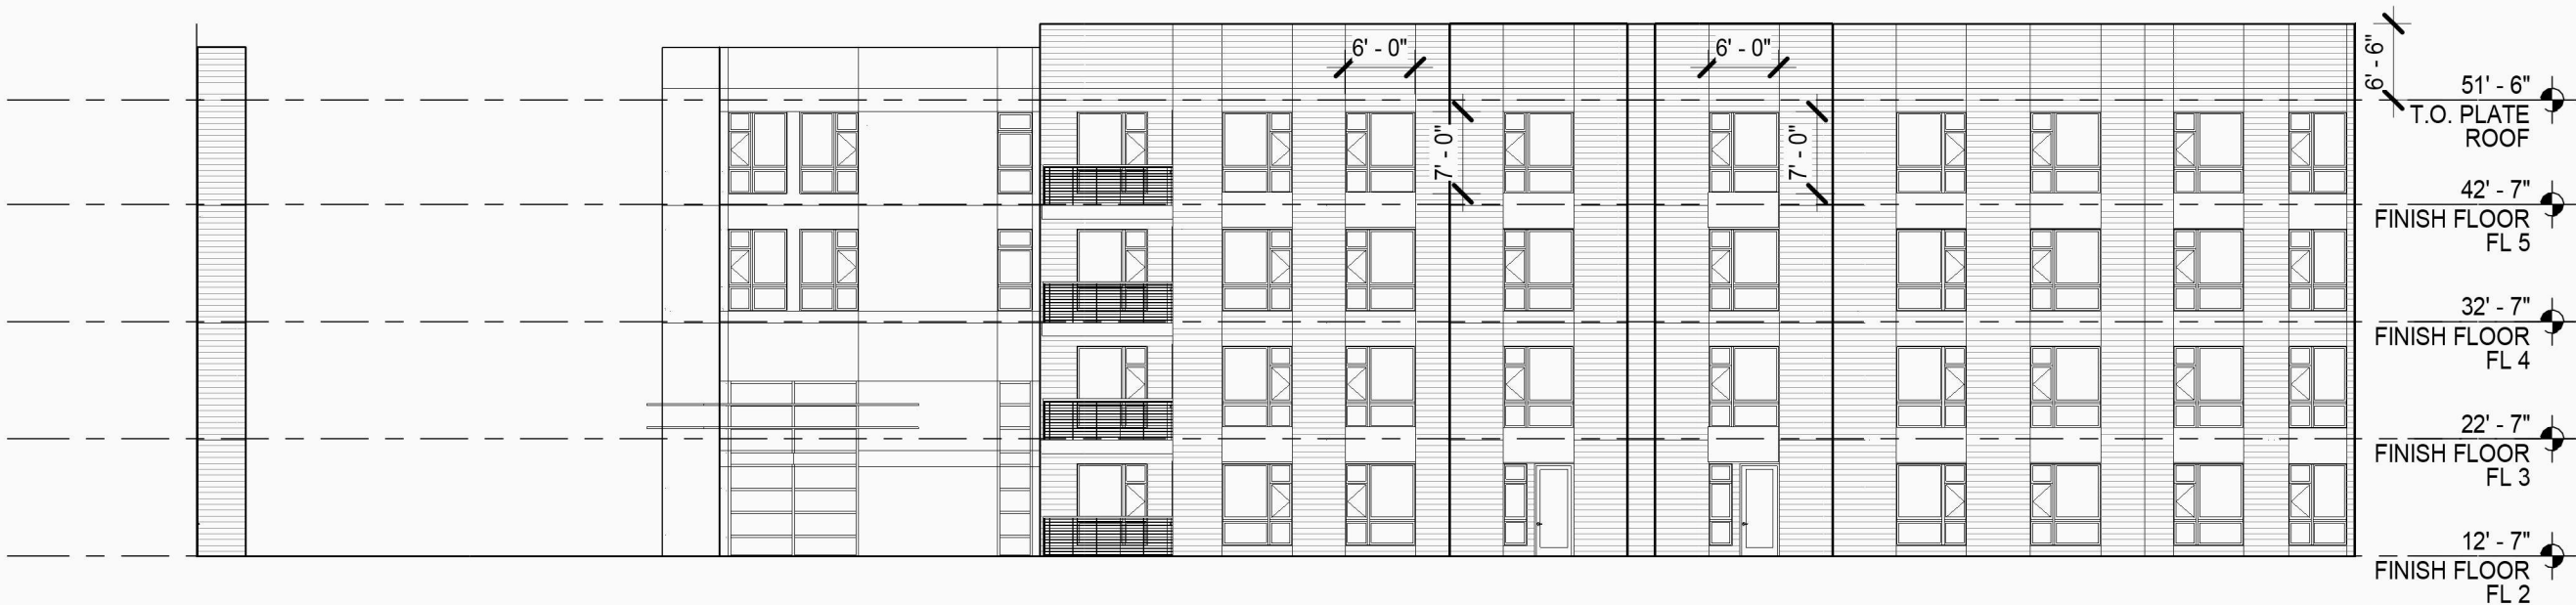 6' - 0"
6' - 0"
7' - 0"
7' - 0"
6' - 6"
51' - 6"
T.O. PLATE
ROOF
42' - 7"
FINISH FLOOR
FL 5
32' - 7"
FINISH FLOOR
FL 4
22' - 7"
FINISH FLOOR
FL 3
12' - 7"
FINISH FLOOR
FL 2